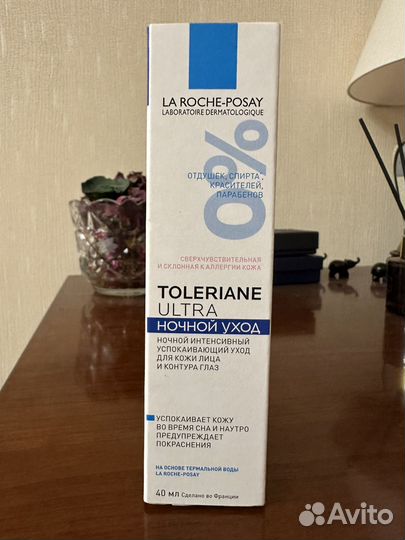 LA ROCHE-POSAY
LABORATOIRE DERMATOLOGIQUE
0%
ОТДУШЕК, СПИРТА*,
КРАСИТЕЛЕЙ,
ПАРАБЕНОВ
СВЕРХЧУВСТВИТЕЛЬНАЯ
И СКЛОННАЯ К АЛЛЕРГИИ КОЖА
TOLERIANE
ULTRA
НОЧНОЙ УХОД
НОЧНОЙ ИНТЕНСИВНЫЙ
УСПОКАИВАЮЩИЙ УХОД
ДЛЯ КОЖИ ЛИЦА
И КОНТУРА ГЛАЗ
УСПОКАИВАЕТ КОЖУ
ВО ВРЕМЯ СНА И НАУТРО
ПРЕДУПРЕЖДАЕТ
ПОКРАСНЕНИЯ
НА ОСНОВЕ ТЕРМАЛЬНОЙ ВОДЫ
LA ROCHE-POSAY
40 МЛ Сделано во Франции
Avito